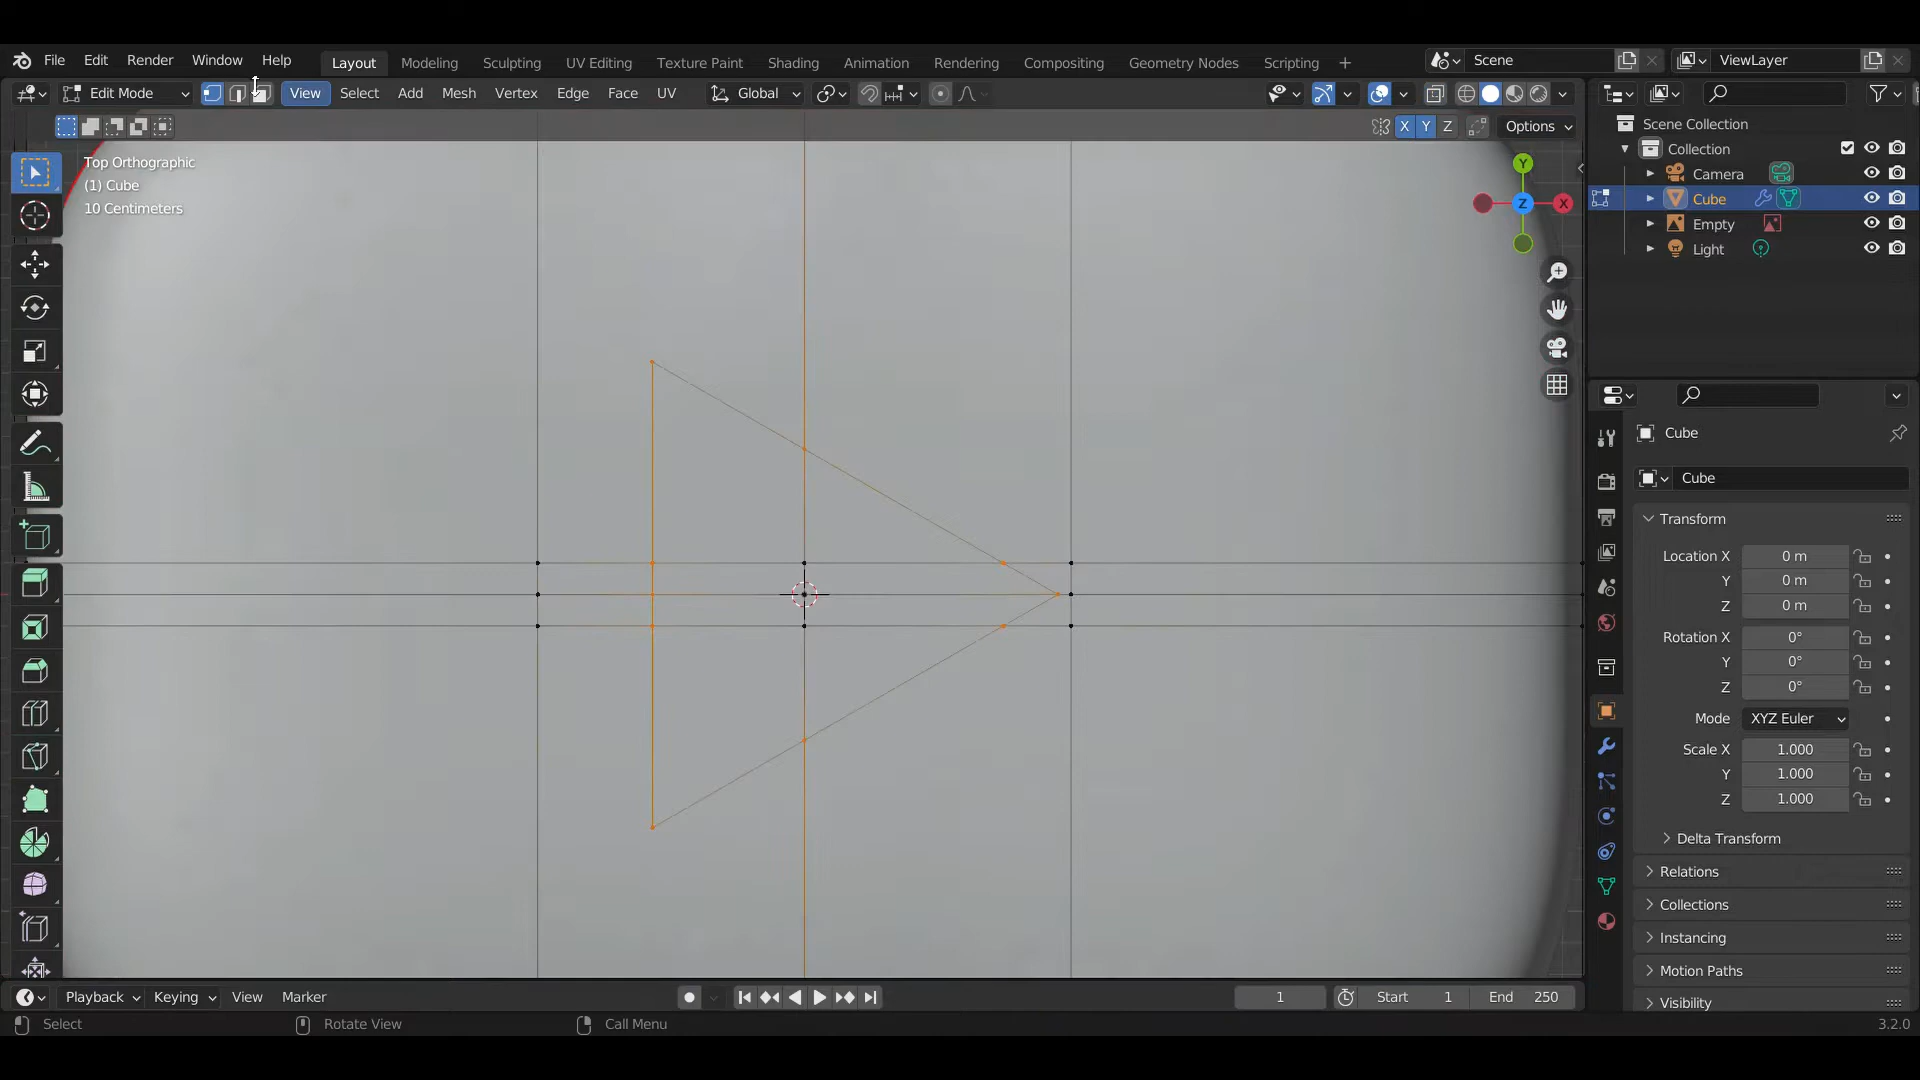 File Edit Render Window Help Layout Modeling Sculpting UV Editing Texture Paint Shading Animation Rendering Compositing Geometry Nodes Scripting + Scene ViewLayer
Edit Mode View Select Add Mesh Vertex Edge Face UV Global
X Y Z Options
Top Orthographic
(1) Cube
10 Centimeters
Y
Z X
Scene Collection
Collection
Camera
Cube
Empty
Light
Cube
Cube
Transform
Location X 0 m
Y 0 m
Z 0 m
Rotation X 0°
Y 0°
Z 0°
Mode XYZ Euler
Scale X 1.000
Y 1.000
Z 1.000
Delta Transform
Relations
Collections
Instancing
Motion Paths
Visibility
Playback Keying View Marker 1 Start 1 End 250
Select Rotate View Call Menu 3.2.0